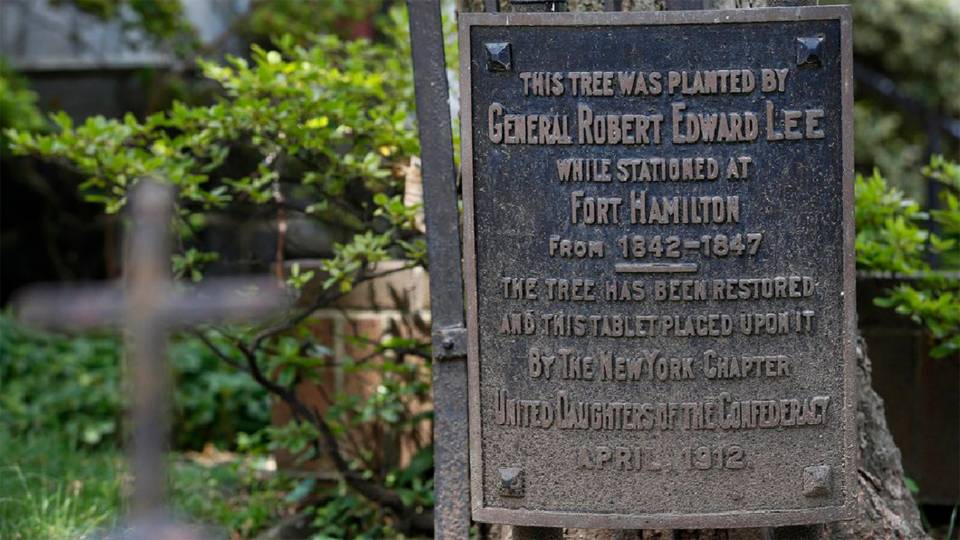 THIS TREE WAS PLANTED BY
GENERAL ROBERT EDWARD LEE
WHILE STATIONED AT
FORT HAMILTON
FROM 1842-1847
THE TREE HAS BEEN RESTORED
AND THIS TABLET PLACED UPON IT
BY THE NEW YORK CHAPTER
UNITED DAUGHTERS OF THE CONFEDERACY
APRIL 1912.